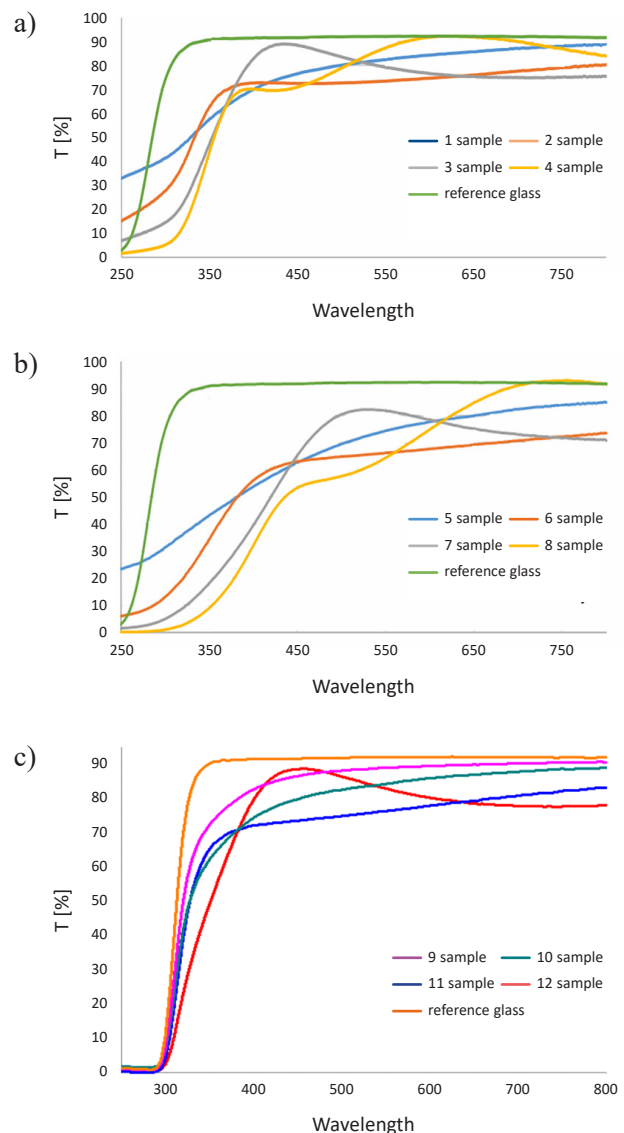 a)
100
90
80
70
60
50
40
30
20
10
0
T [%]
1 sample 2 sample
3 sample 4 sample
reference glass
250 350 450 550 650 750
Wavelength
b)
100
90
80
70
60
50
40
30
20
10
0
T [%]
5 sample 6 sample
7 sample 8 sample
reference glass
250 350 450 550 650 750
Wavelength
c)
90
80
70
60
50
40
30
20
10
0
T [%]
9 sample 10 sample
11 sample 12 sample
reference glass
300 400 500 600 700 800
Wavelength